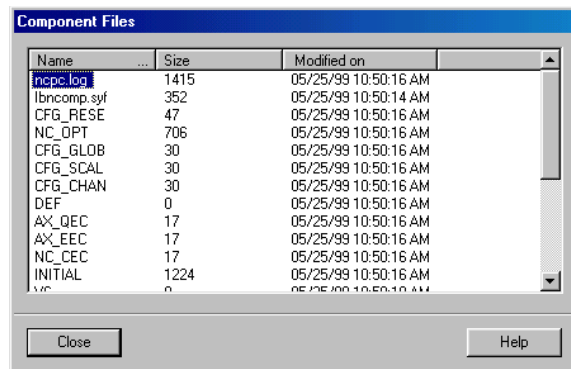 Component Files
Name ... Size Modified on
ncpc.log 1415 05/25/99 10:50:16 AM
lbncomp.syf 352 05/25/99 10:50:14 AM
CFG_RESE 47 05/25/99 10:50:16 AM
NC_OPT 706 05/25/99 10:50:16 AM
CFG_GLOB 30 05/25/99 10:50:16 AM
CFG_SCAL 30 05/25/99 10:50:16 AM
CFG_CHAN 30 05/25/99 10:50:16 AM
DEF 0 05/25/99 10:50:16 AM
AX_QEC 17 05/25/99 10:50:16 AM
AX_EEC 17 05/25/99 10:50:16 AM
NC_CEC 17 05/25/99 10:50:16 AM
INITIAL 1224 05/25/99 10:50:16 AM
Close Help